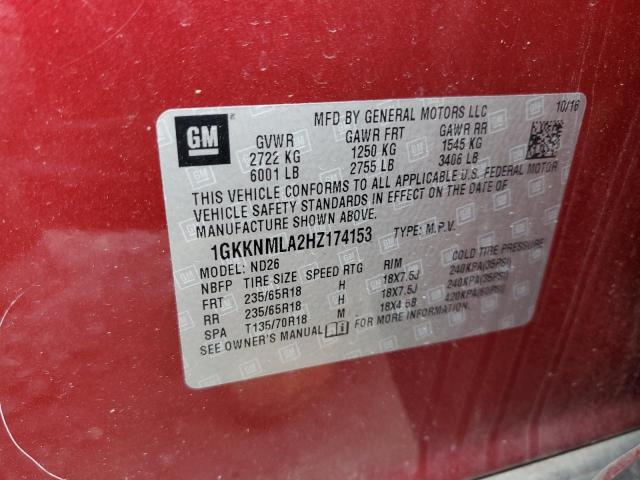 GM
MFD BY GENERAL MOTORS LLC
10/16
GVWR GAWR FRT GAWR RR
2722 KG 1250 KG 1545 KG
6001 LB 2755 LB 3406 LB
THIS VEHICLE CONFORMS TO ALL APPLICABLE U.S. FEDERAL MOTOR
VEHICLE SAFETY STANDARDS IN EFFECT ON THE DATE OF
MANUFACTURE SHOWN ABOVE.
1GKKNMLA2HZ174153 TYPE: M.P.V.
MODEL: ND26
NBFP TIRE SIZE SPEED RTG RIM COLD TIRE PRESSURE
FRT 235/65R18 H 18X7.5J 240KPA(35PSI)
RR 235/65R18 H 18X7.5J 240KPA(35PSI)
SPA T135/70R18 M 18X4.5B 420KPA(60PSI)
SEE OWNER'S MANUAL FOR MORE INFORMATION.